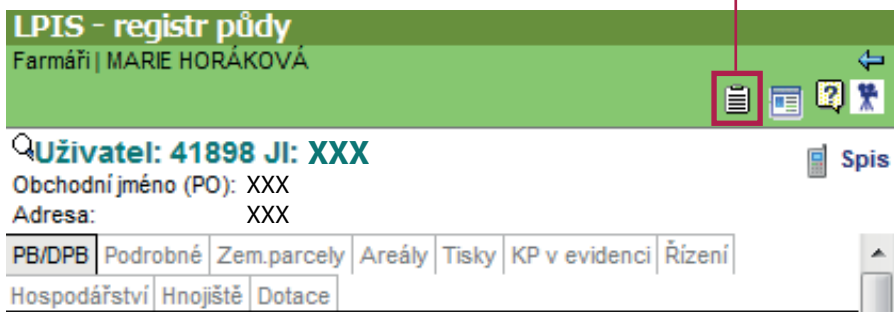 LPIS - registr půdy
Farmáři | MARIE HORÁKOVÁ
Uživatel: 41898 JI: XXX
Spis
Obchodní jméno (PO): XXX
Adresa: XXX
PB/DPB Podrobné Zem.parcely Areály Tisky KP v evidenci Řízení
Hospodářství Hnojiště Dotace